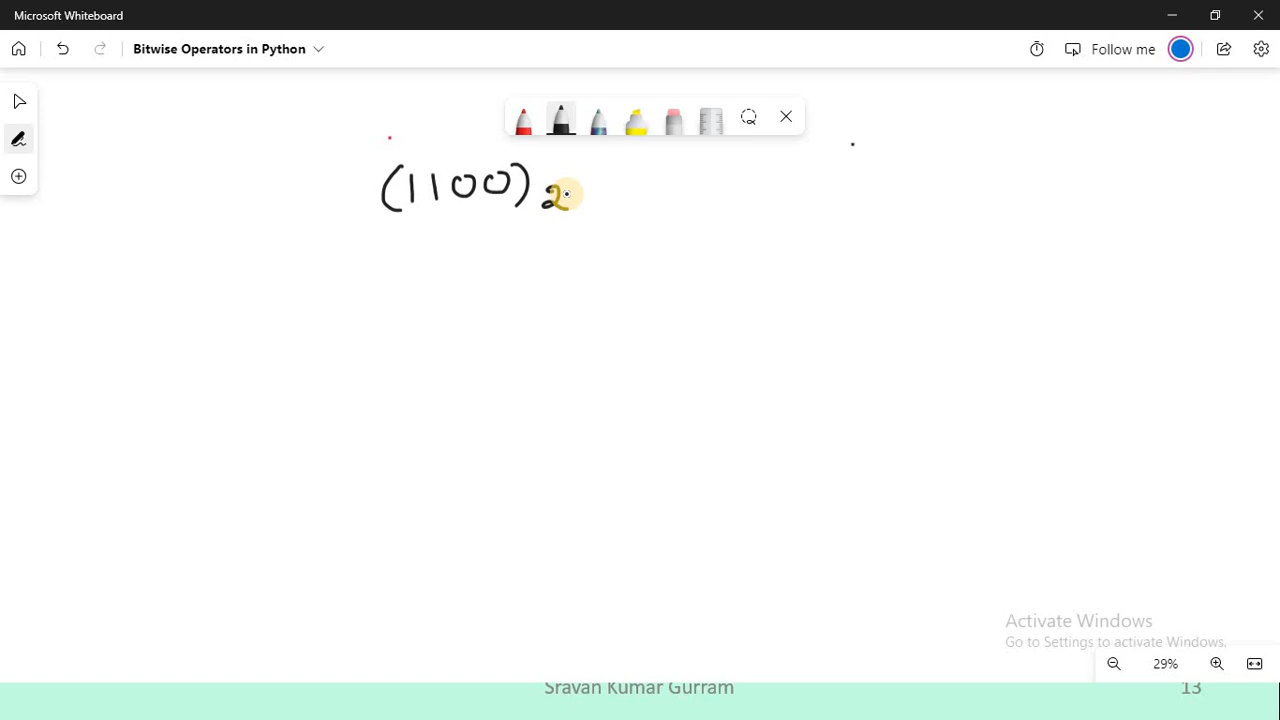 Microsoft Whiteboard
Bitwise Operators in Python
Follow me
(1100)2
Activate Windows
Go to Settings to activate Windows.
29%
Sravan Kumar Gurram
13